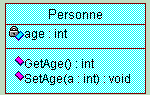 Personne
age : int
GetAge() : int
SetAge(a : int) : void